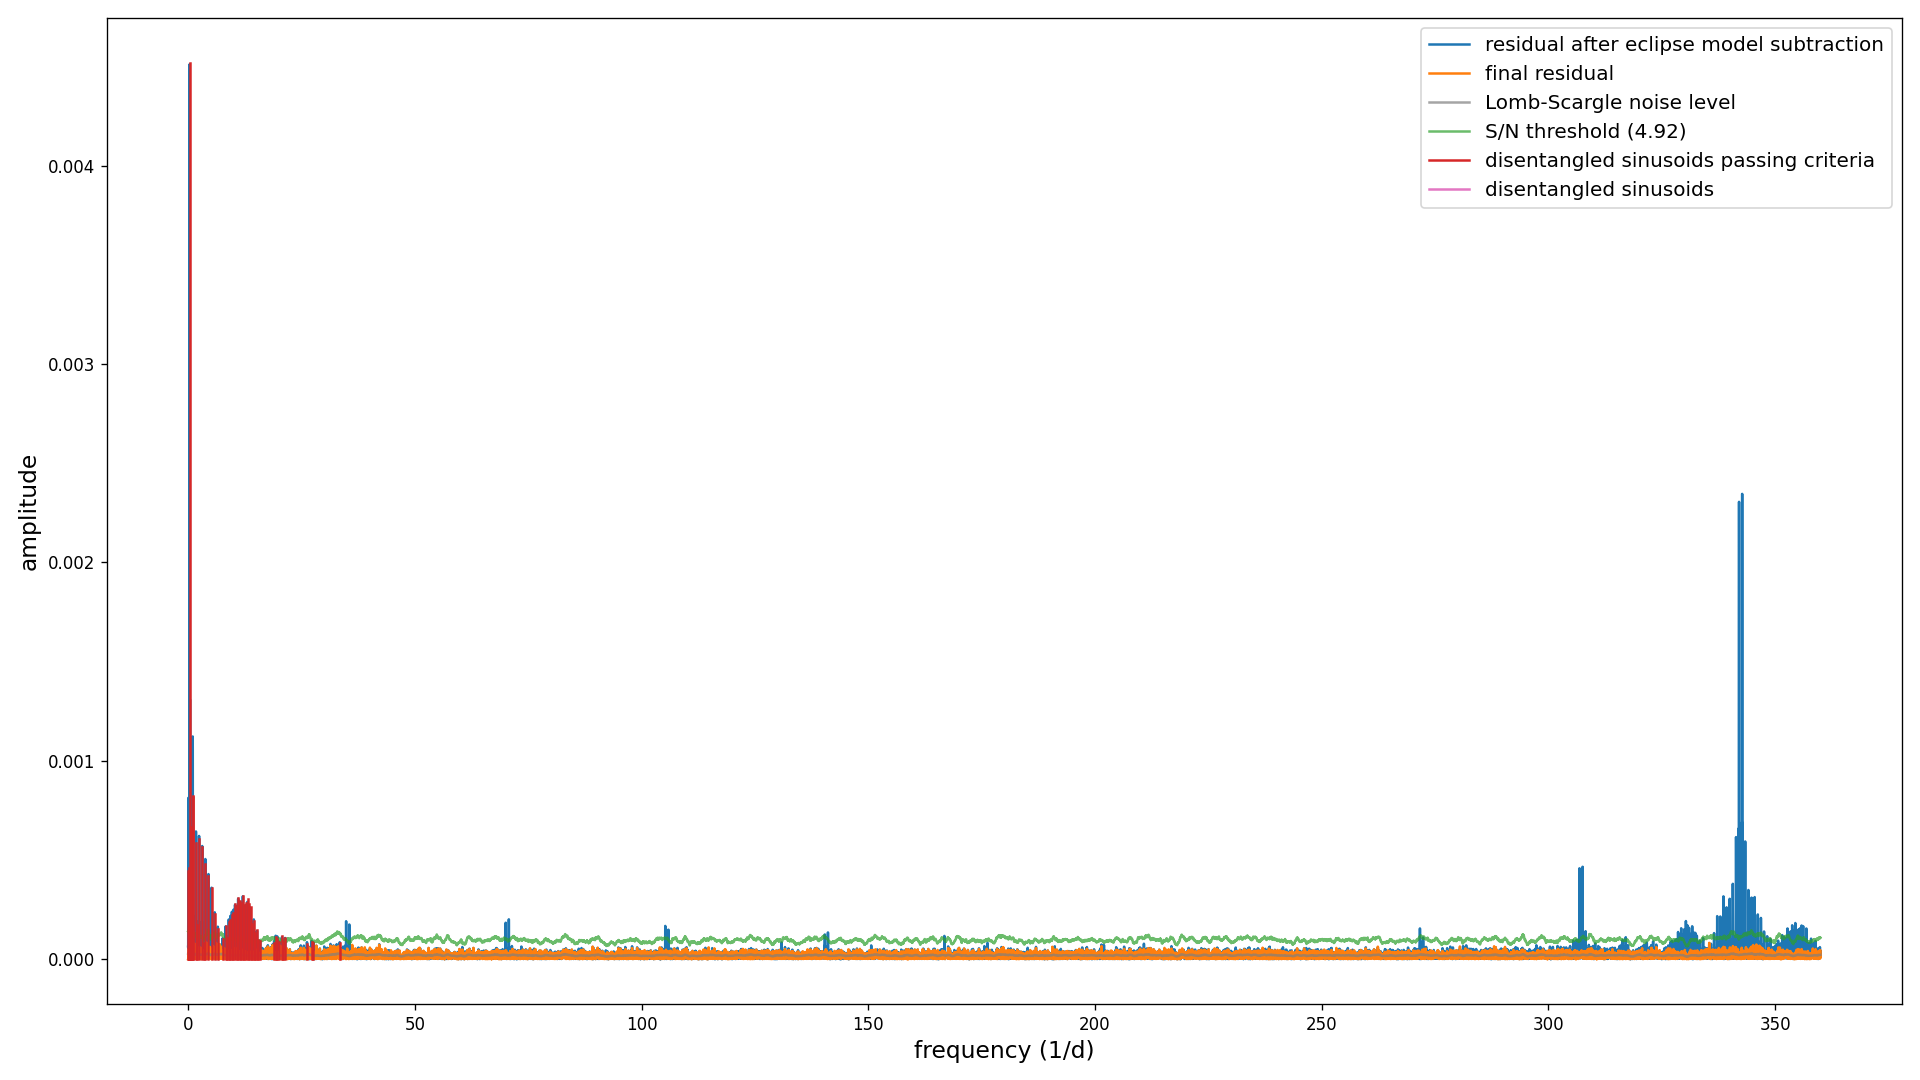 residual after eclipse model subtraction
final residual
Lomb-Scargle noise level
S/N threshold (4.92)
disentangled sinusoids passing criteria
disentangled sinusoids
amplitude
0.004
0.003
0.002
0.001
0.000
0 50 100 150 200 250 300 350
frequency (1/d)